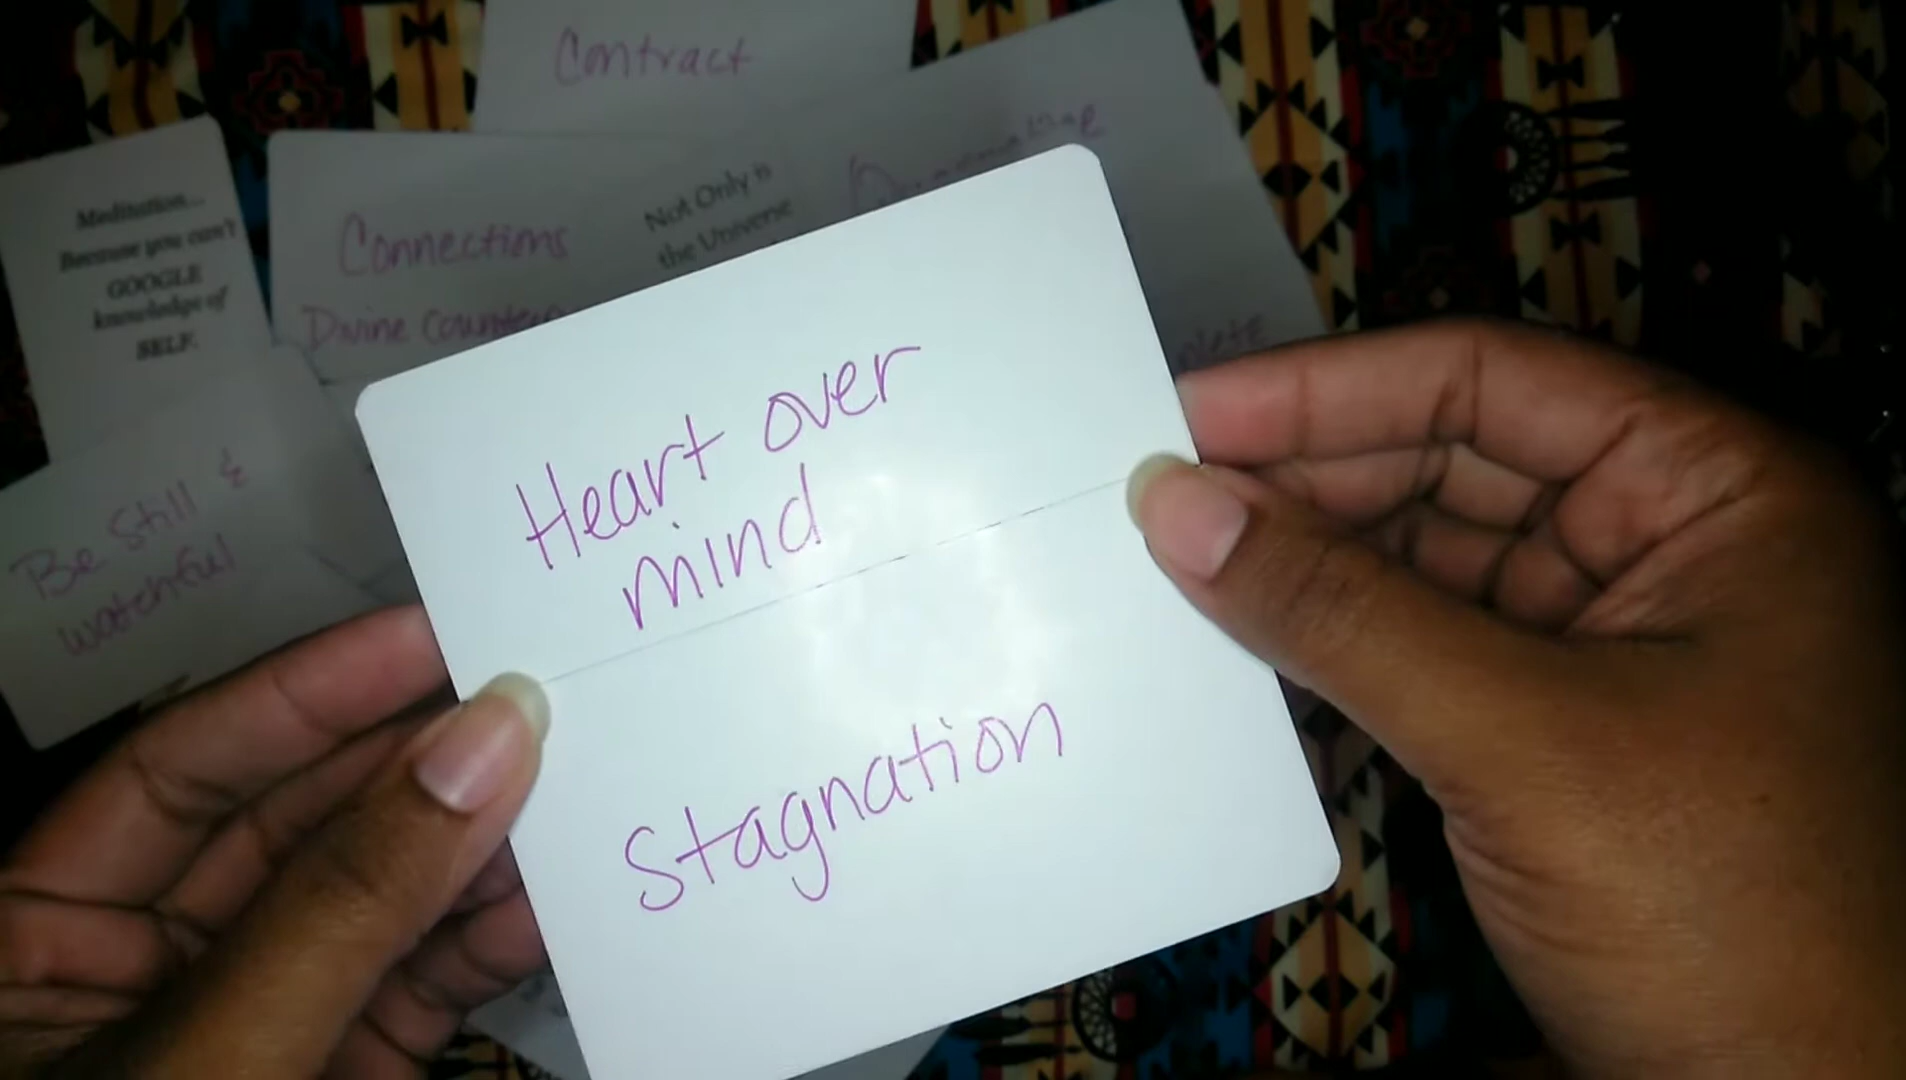 Contract
Meditation...
Because you can't
GOOGLE
knowledge of
SELF.
Connections
Divine
Not Only is
the Universe
Be Still &
watchful
Heart over
mind
Stagnation